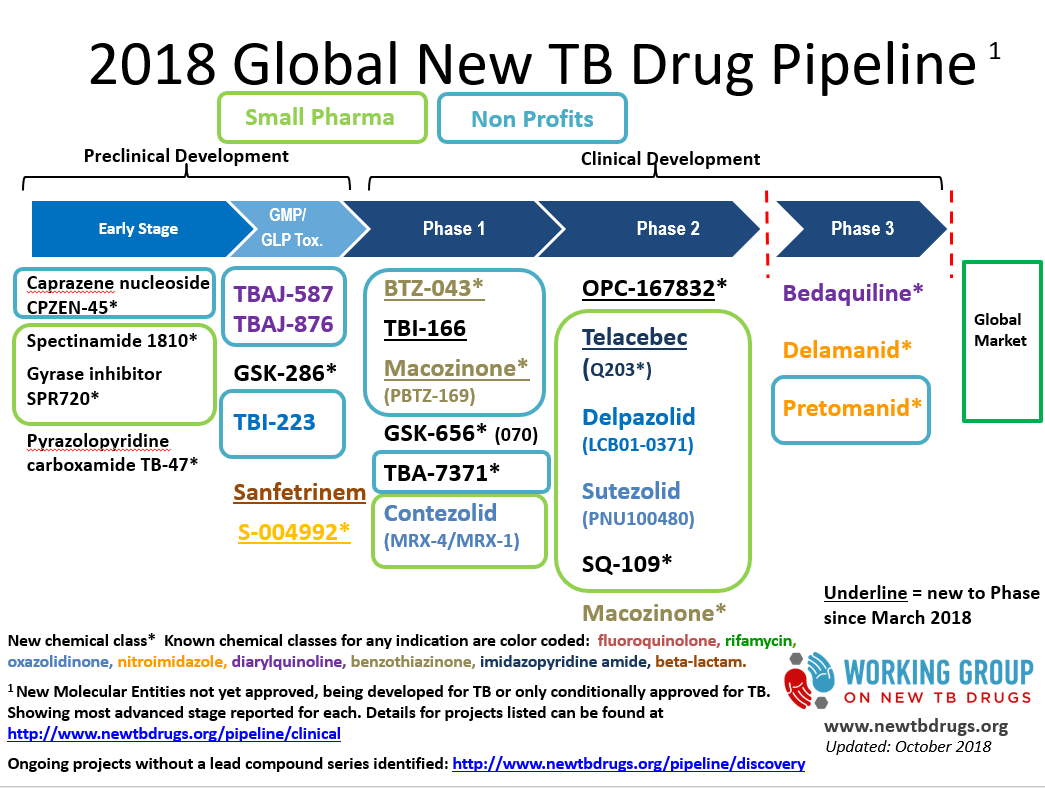 2018 Global New TB Drug Pipeline 1
Small Pharma
Non Profits
Preclinical Development
Clinical Development
Early Stage
GMP/
GLP Tox.
Phase 1
Phase 2
Phase 3
Caprazene nucleoside
CPZEN-45*
Spectinamide 1810*
Gyrase inhibitor
SPR720*
Pyrazolopyridine
carboxamide TB-47*
TBAJ-587
TBAJ-876
GSK-286*
TBI-223
Sanfetrinem
S-004992*
BTZ-043*
TBI-166
Macozinone*
(PBTZ-169)
GSK-656* (070)
TBA-7371*
Contezolid
(MRX-4/MRX-1)
OPC-167832*
Telacebec
(Q203*)
Delpazolid
(LCB01-0371)
Sutezolid
(PNU100480)
SQ-109*
Macozinone*
Bedaquiline*
Delamanid*
Pretomanid*
Global
Market
Underline = new to Phase
since March 2018
New chemical class* Known chemical classes for any indication are color coded: fluoroquinolone, rifamycin,
oxazolidinone, nitroimidazole, diarylquinoline, benzothiazinone, imidazopyridine amide, beta-lactam.
1 New Molecular Entities not yet approved, being developed for TB or only conditionally approved for TB.
Showing most advanced stage reported for each. Details for projects listed can be found at
http://www.newtbdrugs.org/pipeline/clinical
Ongoing projects without a lead compound series identified: http://www.newtbdrugs.org/pipeline/discovery
WORKING GROUP
ON NEW TB DRUGS
www.newtbdrugs.org
Updated: October 2018